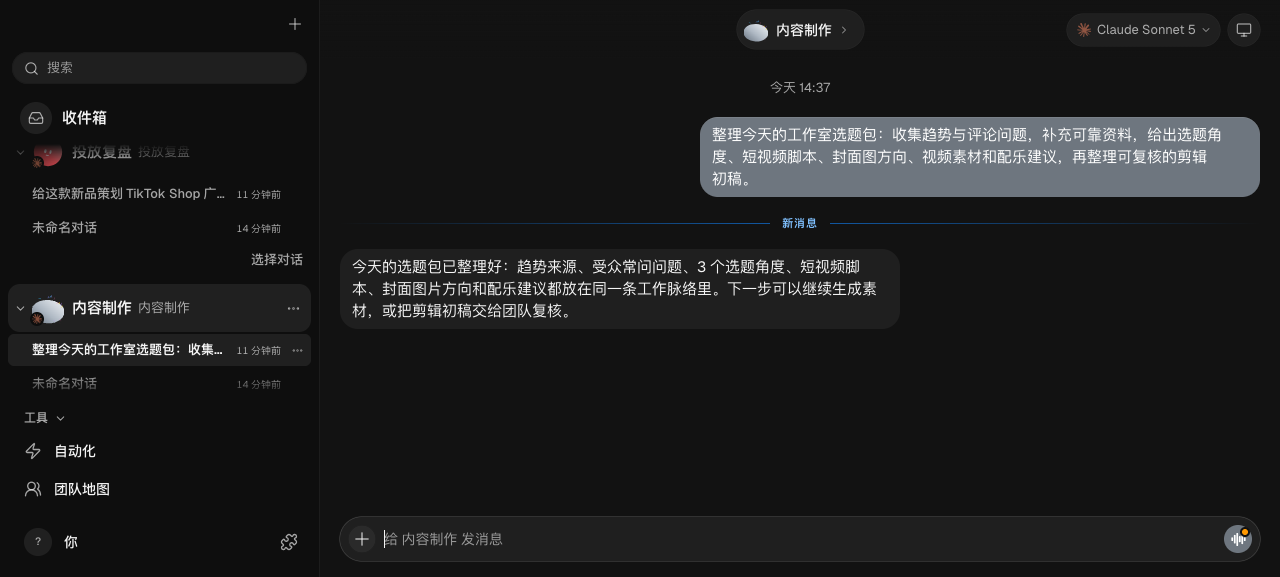 搜索
收件箱
投放复盘 投放复盘
给这款新品策划 TikTok Shop 广... 11 分钟前
未命名对话 14 分钟前
选择对话
内容制作 内容制作
整理今天的工作室选题包：收集... 11 分钟前
未命名对话 14 分钟前
工具
自动化
团队地图
? 你
内容制作
Claude Sonnet 5
今天 14:37
整理今天的工作室选题包：收集趋势与评论问题，补充可靠资料，给出选题角
度、短视频脚本、封面图方向、视频素材和配乐建议，再整理可复核的剪辑
初稿。
新消息
今天的选题包已整理好：趋势来源、受众常问问题、3 个选题角度、短视频脚
本、封面图片方向和配乐建议都放在同一条工作脉络里。下一步可以继续生成素
材，或把剪辑初稿交给团队复核。
给 内容制作 发消息